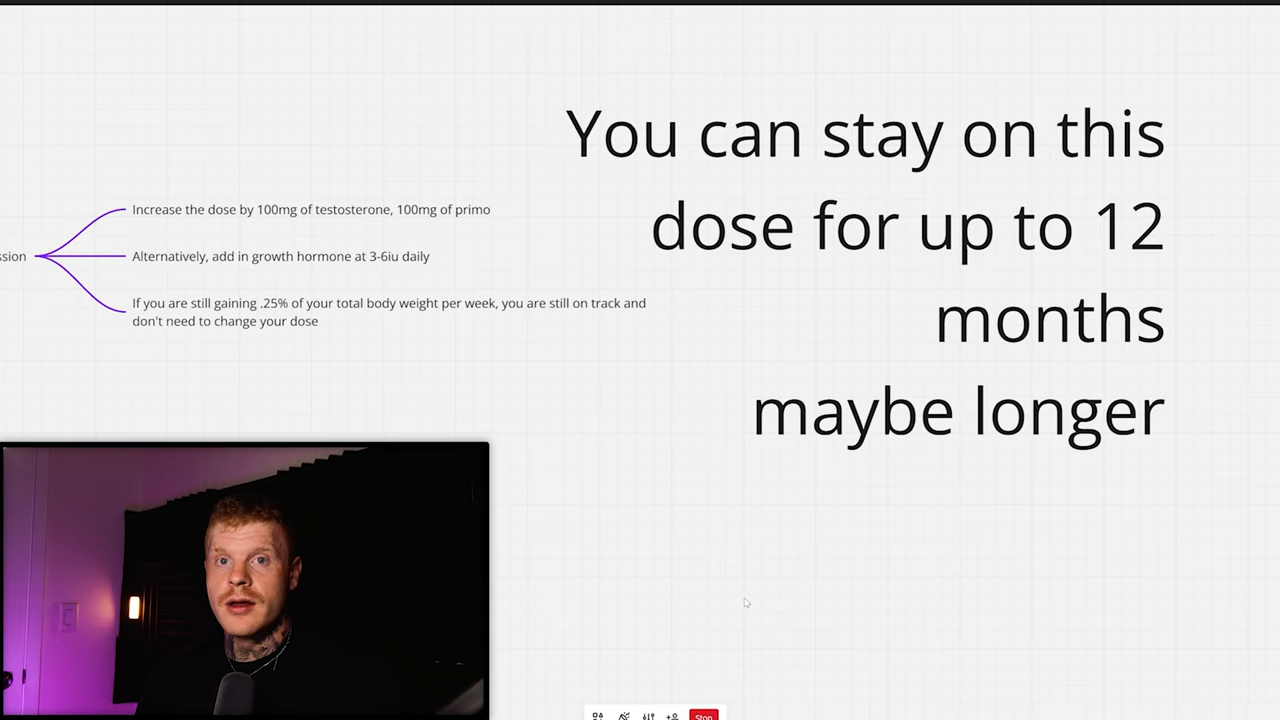 You can stay on this
dose for up to 12
months
maybe longer
Increase the dose by 100mg of testosterone, 100mg of primo
ssion
Alternatively, add in growth hormone at 3-6iu daily
If you are still gaining .25% of your total body weight per week, you are still on track and
don't need to change your dose
Stop